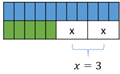 x x
x = 3